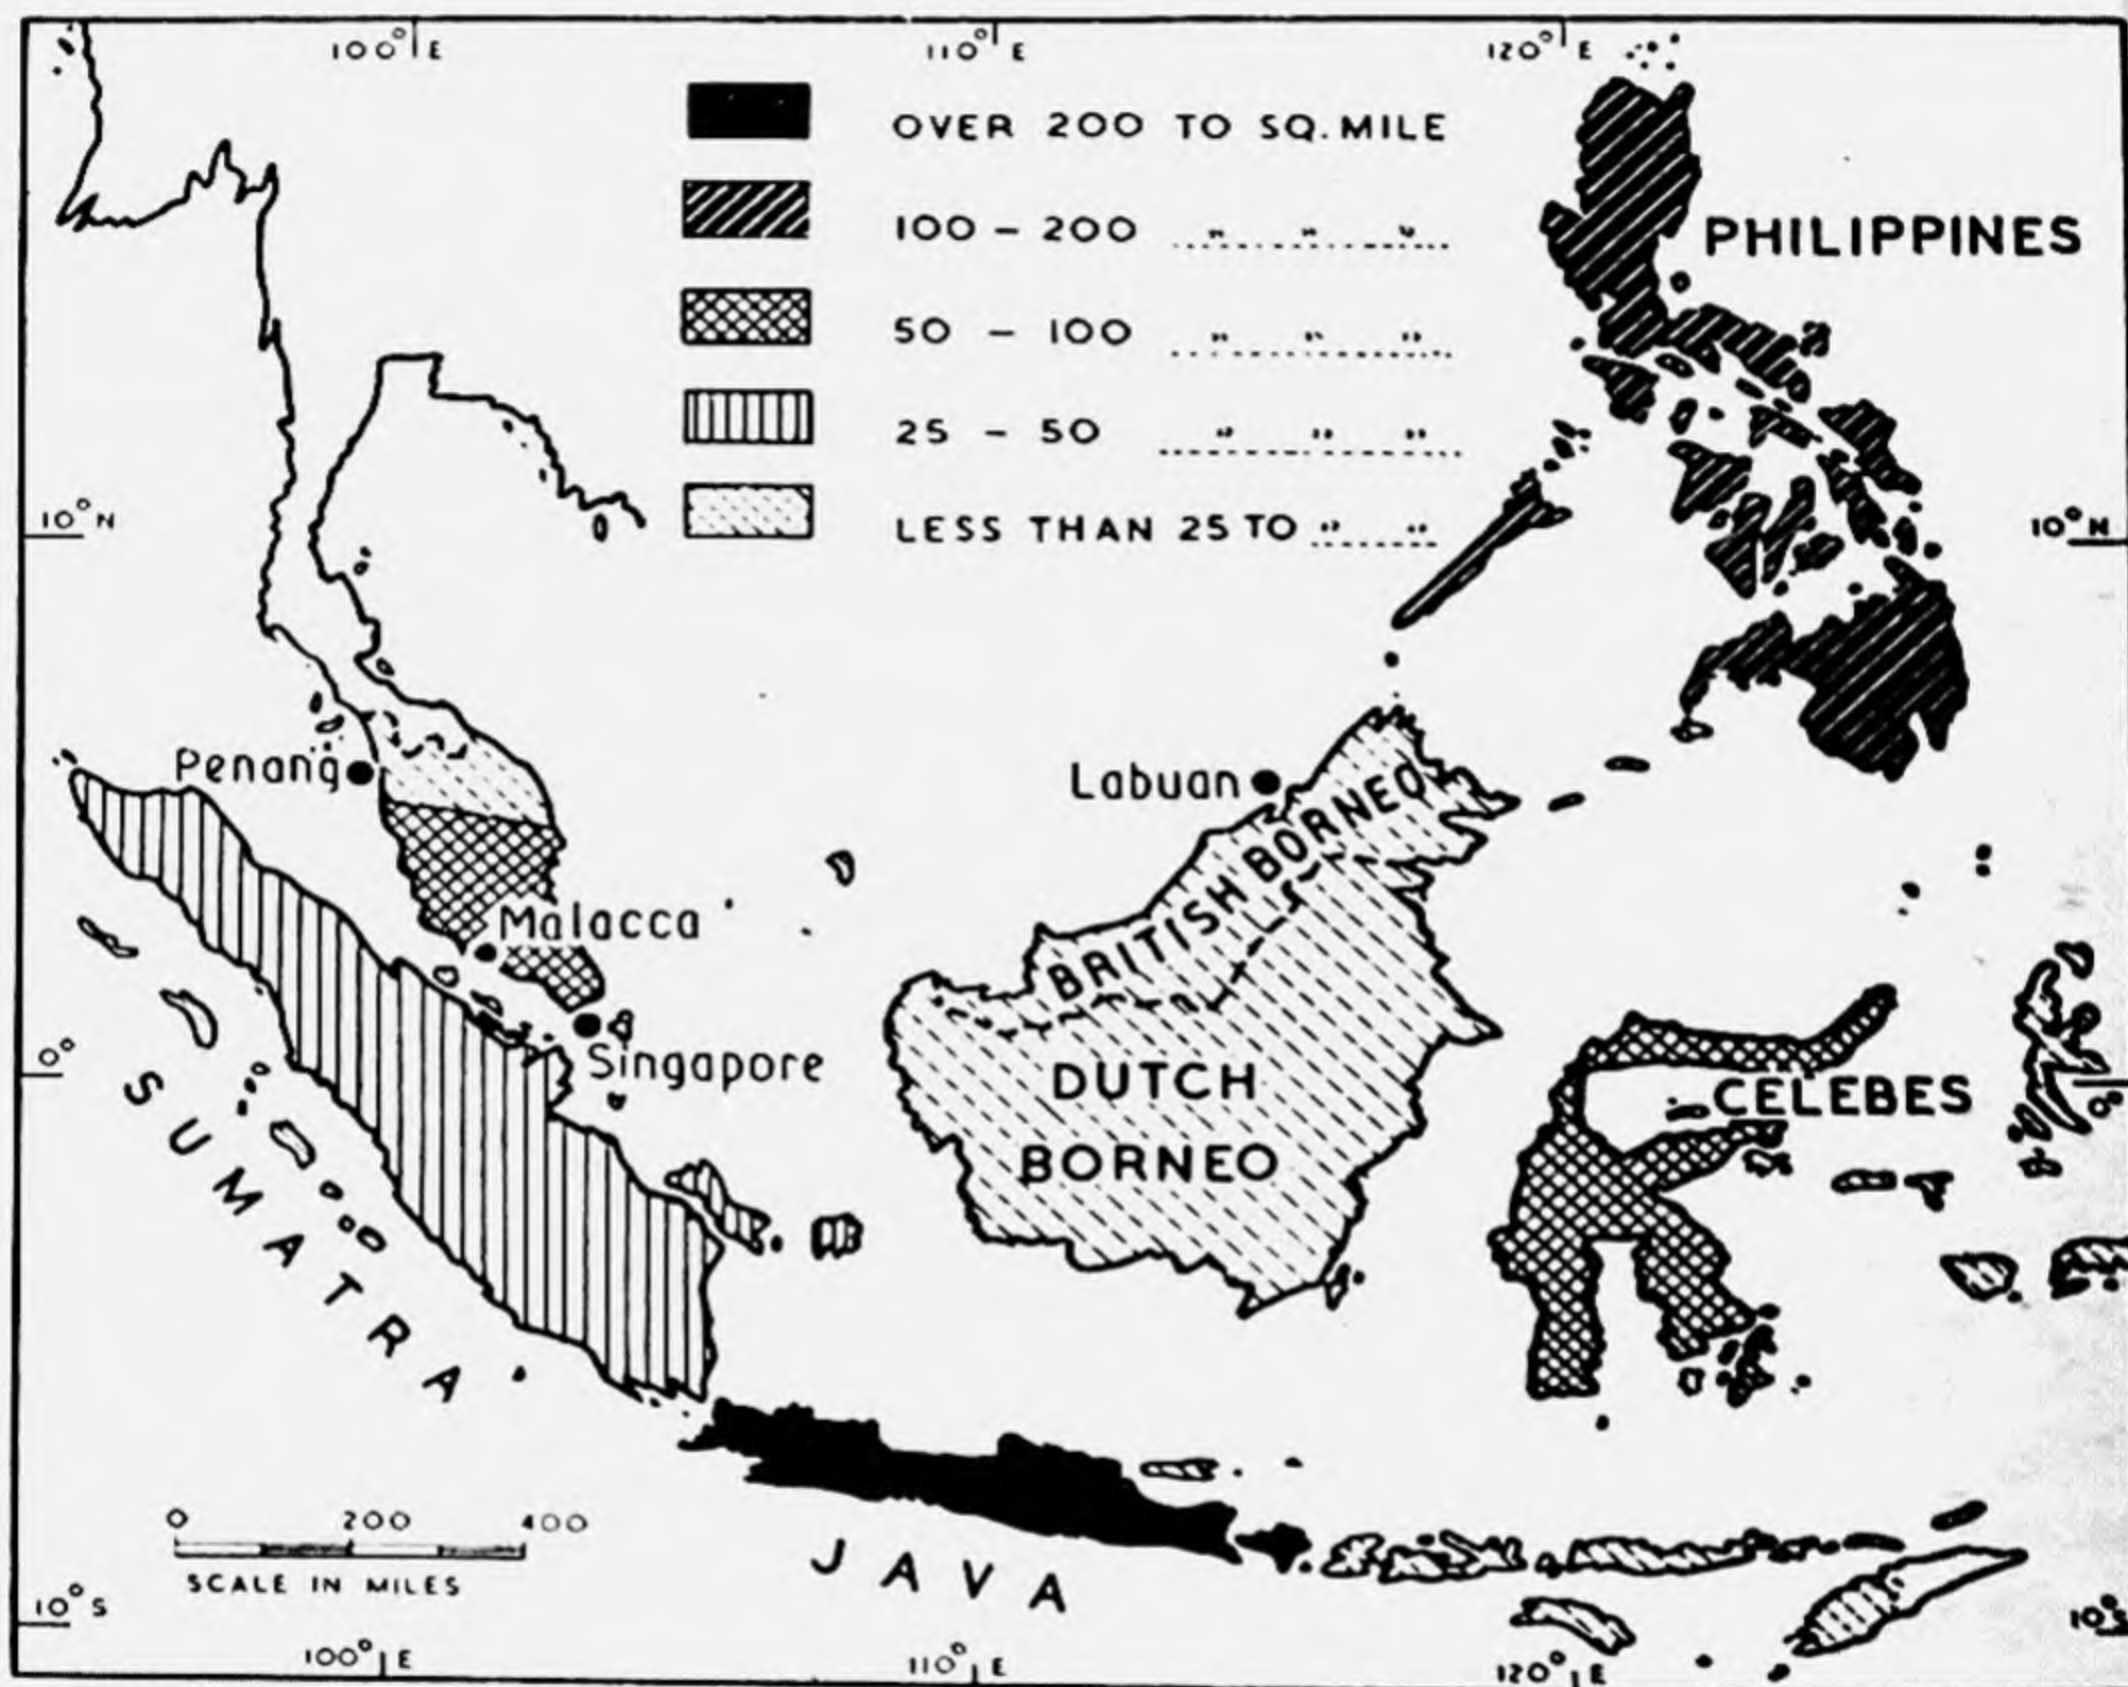 100°E 110°E 120°E
OVER 200 TO SQ. MILE
100 – 200 " " "
50 – 100 " " "
25 – 50 " " "
LESS THAN 25 TO " "
PHILIPPINES
10°N 10°N
Penang
Labuan
BRITISH BORNEO
Malacca
Singapore
0° 0°
DUTCH
BORNEO
CELEBES
SUMATRA
JAVA
0 200 400
SCALE IN MILES
10°S 10°S
100°E 110°E 120°E